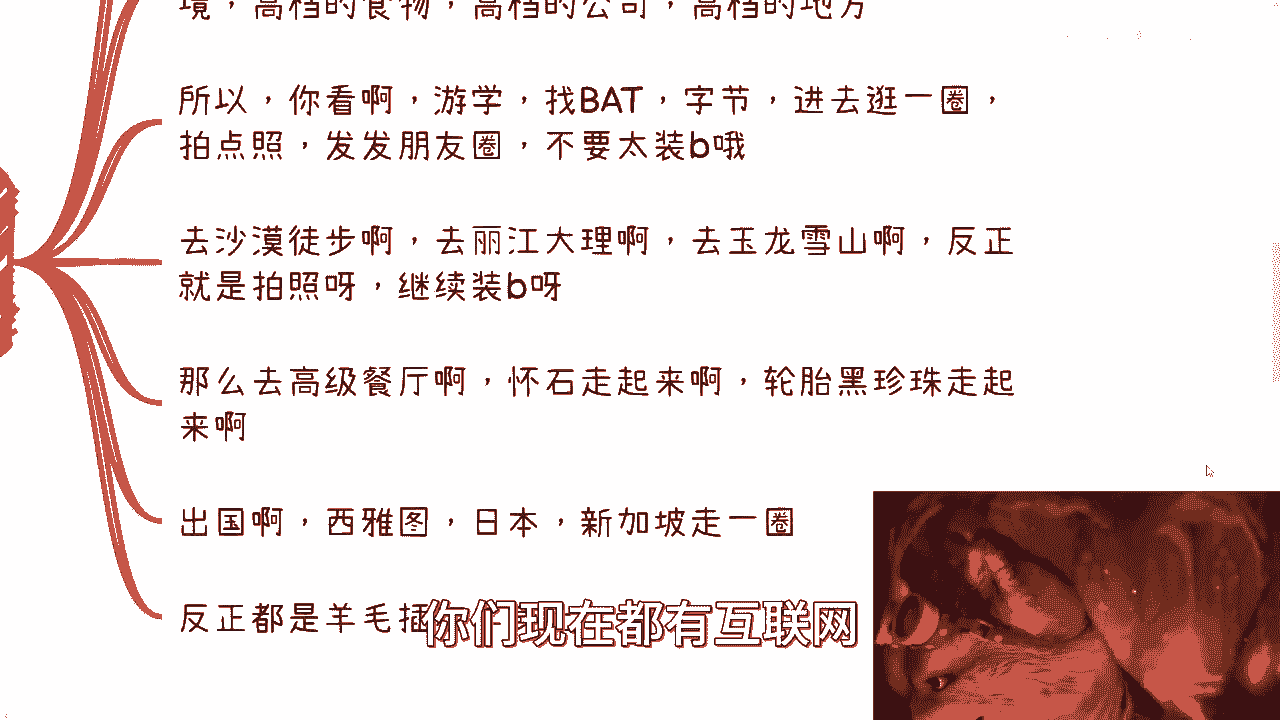 境，高档的食物，高档的公司，高档的地方
所以，你看啊，游学，找BAT，字节，进去逛一圈，
拍点照，发发朋友圈，不要太装b哦
去沙漠徒步啊，去丽江大理啊，去玉龙雪山啊，反正
就是拍照呀，继续装b呀
那么去高级餐厅啊，怀石走起来啊，轮胎黑珍珠走起
来啊
出国啊，西雅图，日本，新加坡走一圈
反正都是羊毛
你们现在都有互联网